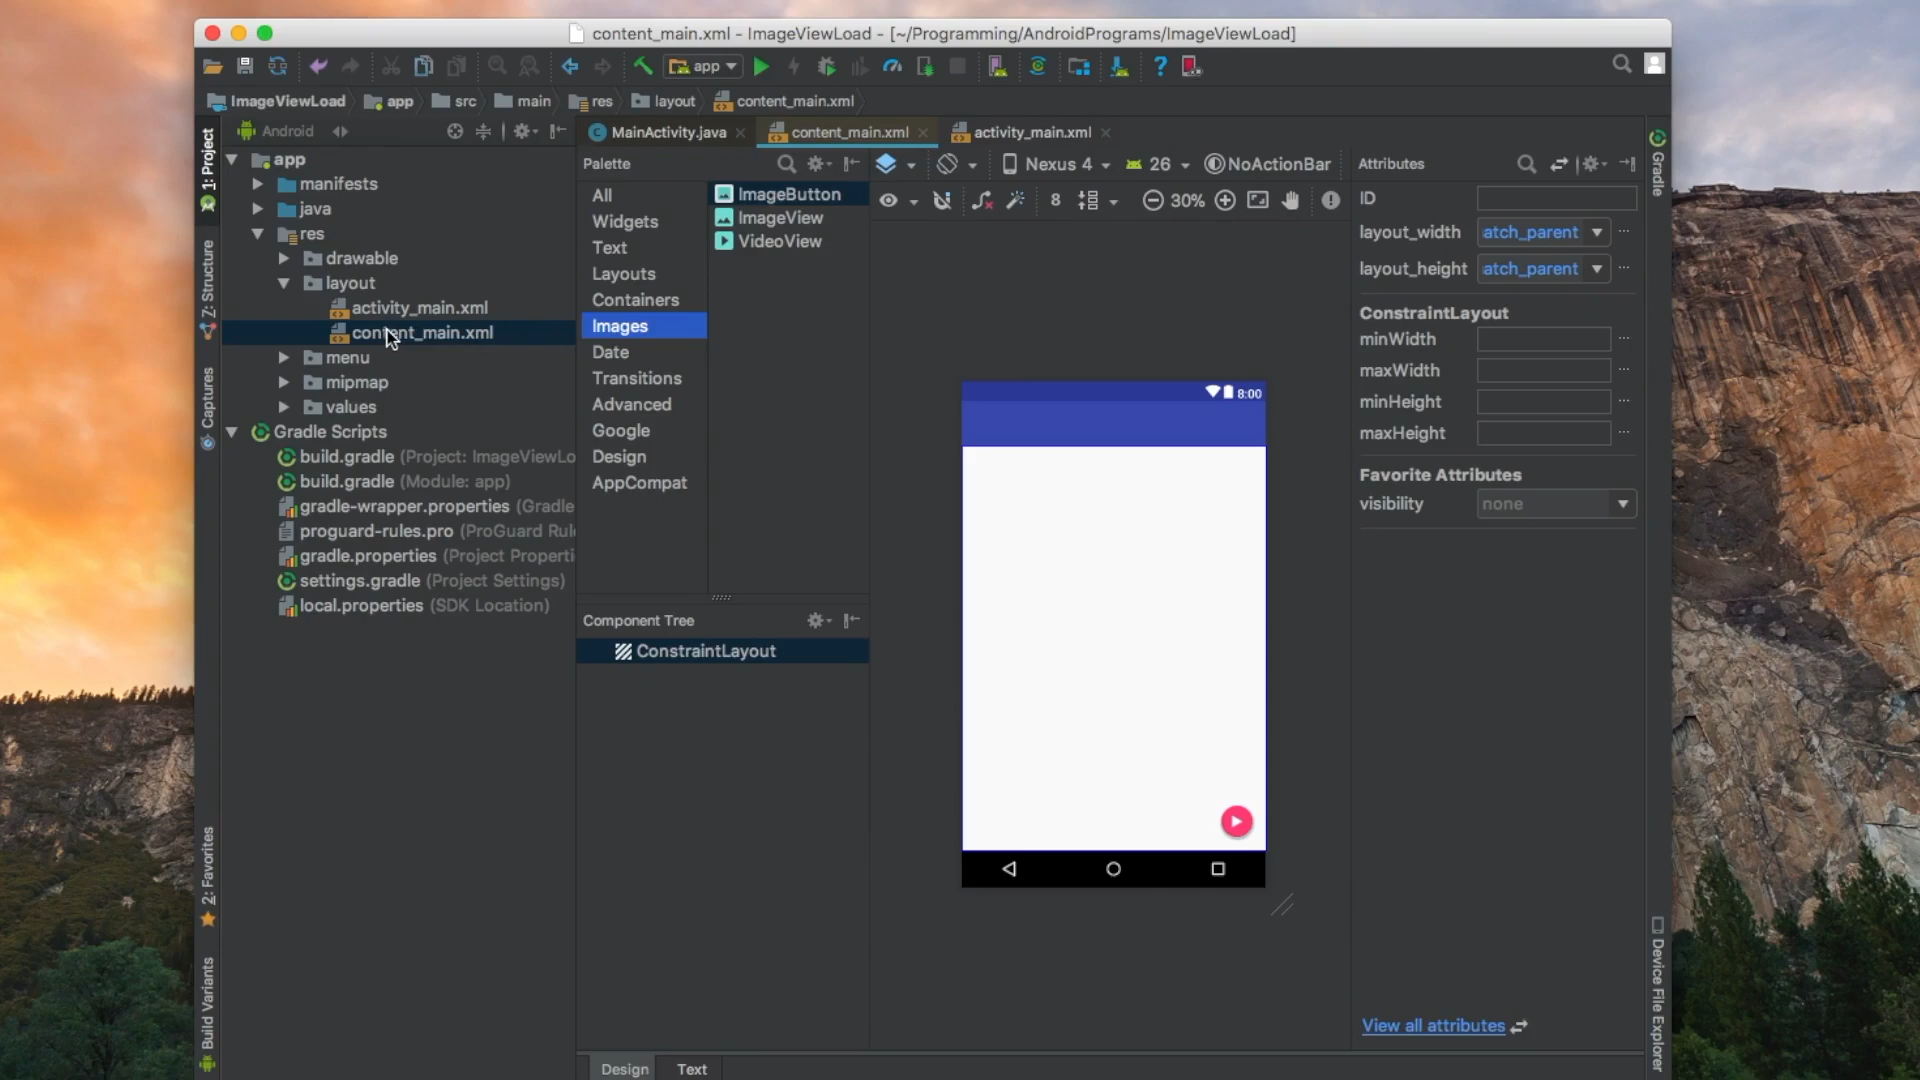 content_main.xml - ImageViewLoad - [~/Programming/AndroidPrograms/ImageViewLoad]
app
ImageViewLoad app src main res layout content_main.xml
Android
MainActivity.java content_main.xml activity_main.xml
1: Project
Z: Structure
Captures
2: Favorites
Build Variants
app
manifests
java
res
drawable
layout
activity_main.xml
content_main.xml
menu
mipmap
values
Gradle Scripts
build.gradle (Project: ImageViewLo
build.gradle (Module: app)
gradle-wrapper.properties (Gradle
proguard-rules.pro (ProGuard Rul
gradle.properties (Project Properti
settings.gradle (Project Settings)
local.properties (SDK Location)
Palette
All
Widgets
Text
Layouts
Containers
Images
Date
Transitions
Advanced
Google
Design
AppCompat
ImageButton
ImageView
VideoView
Component Tree
ConstraintLayout
Nexus 4 26 NoActionBar
8 30%
8:00
Attributes
ID
layout_width atch_parent
layout_height atch_parent
ConstraintLayout
minWidth
maxWidth
minHeight
maxHeight
Favorite Attributes
visibility none
View all attributes
Gradle
Device File Explorer
Design Text